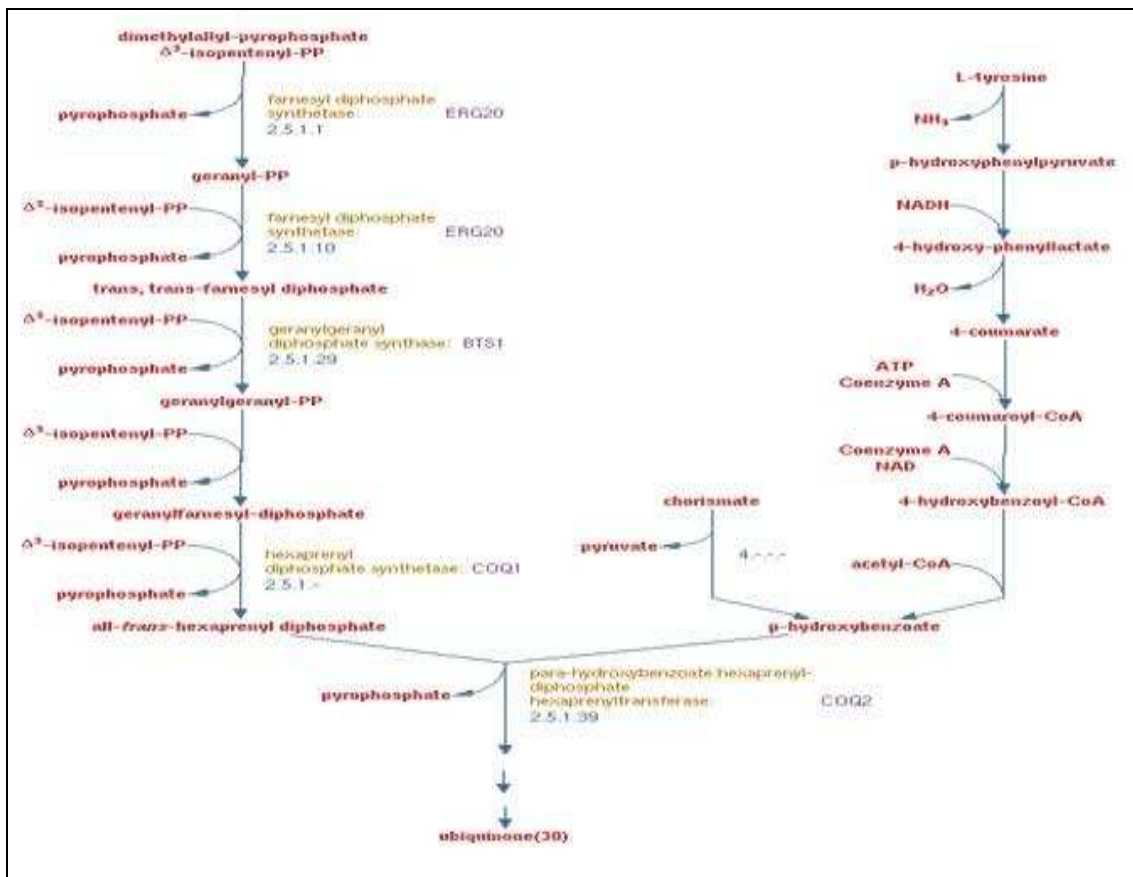 dimethylallyl-pyrophosphate
Δ³-isopentenyl-PP
pyrophosphate
farnesyl diphosphate
synthetase: ERG20
2.5.1.1
geranyl-PP
Δ³-isopentenyl-PP
farnesyl diphosphate
synthetase: ERG20
2.5.1.10
pyrophosphate
trans, trans-farnesyl diphosphate
Δ³-isopentenyl-PP
geranylgeranyl
diphosphate synthase: BTS1
2.5.1.29
pyrophosphate
geranylgeranyl-PP
Δ³-isopentenyl-PP
pyrophosphate
geranylfarnesyl-diphosphate
Δ³-isopentenyl-PP
hexaprenyl
diphosphate synthetase: COQ1
2.5.1.-
pyrophosphate
all-trans-hexaprenyl diphosphate
L-tyrosine
NH₃
p-hydroxyphenylpyruvate
NADH
4-hydroxy-phenyllactate
H₂O
4-coumarate
ATP
Coenzyme A
4-coumaroyl-CoA
Coenzyme A
NAD
4-hydroxybenzoyl-CoA
acetyl-CoA
chorismate
pyruvate
4.-.-.-
p-hydroxybenzoate
pyrophosphate
para-hydroxybenzoate:hexaprenyl-
diphosphate
hexaprenyltransferase: COQ2
2.5.1.39
ubiquinone(30)